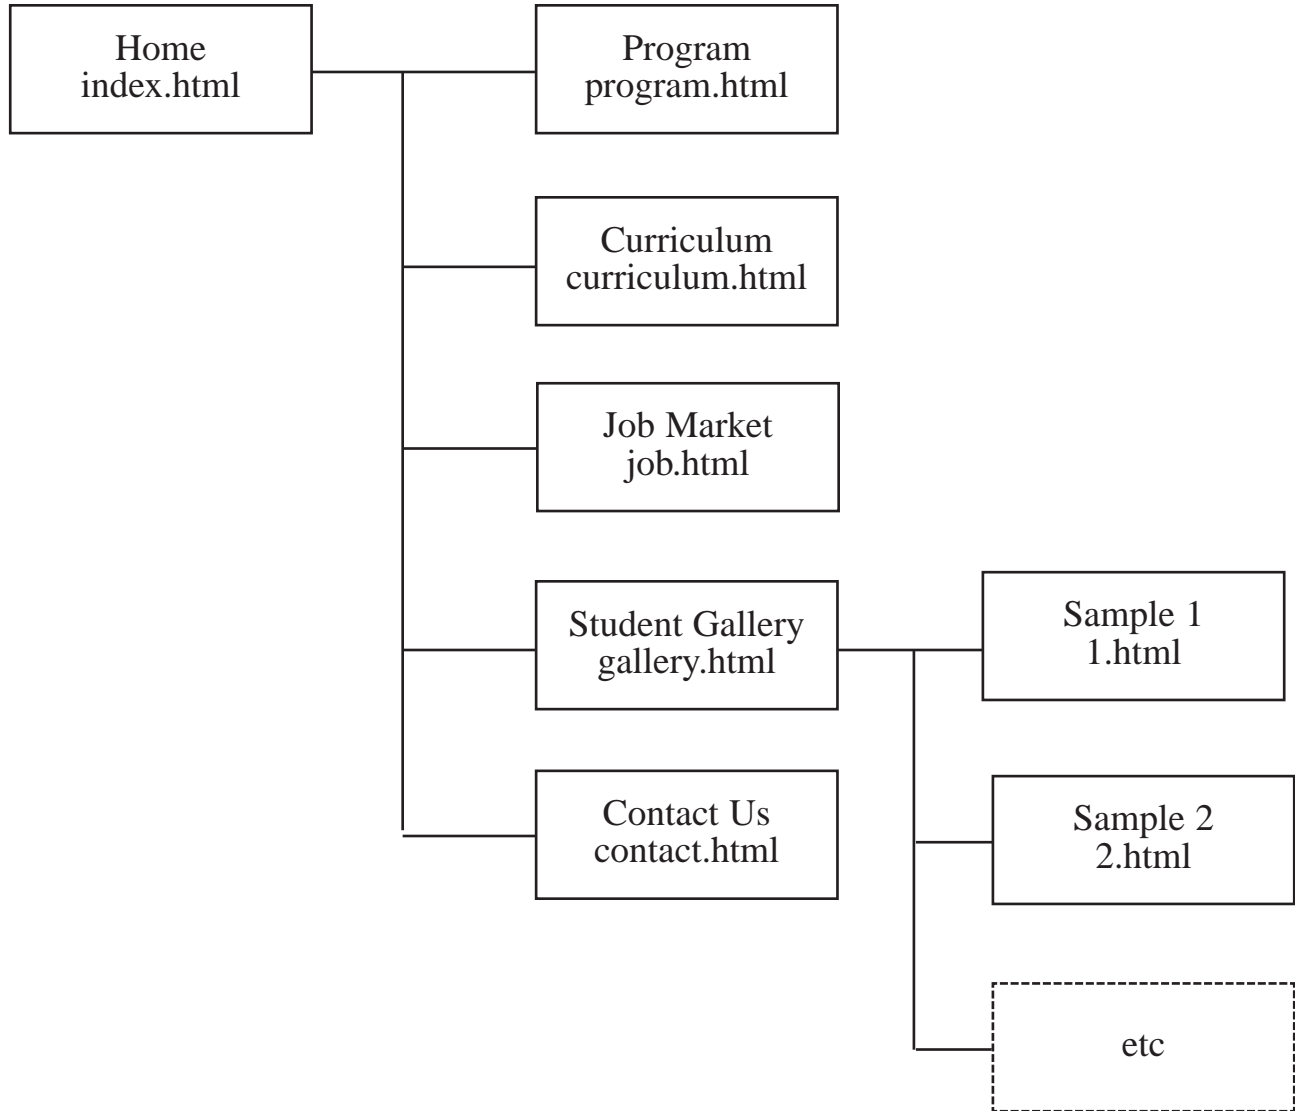 Home
index.html
Program
program.html
Curriculum
curriculum.html
Job Market
job.html
Student Gallery
gallery.html
Sample 1
1.html
Contact Us
contact.html
Sample 2
2.html
etc